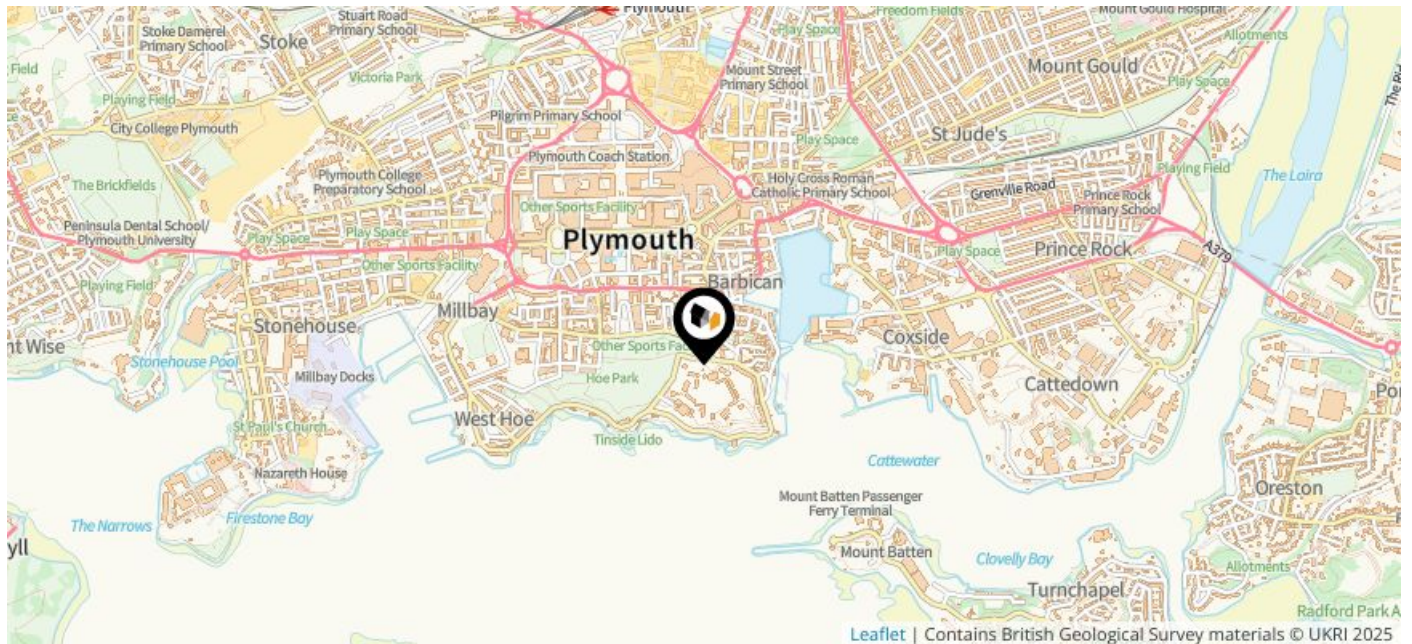 Stuart Road
Primary School
Plymouth
Freedom Fields
Mount Gould Hospital
Stoke Damerel
Primary School
Stoke
Play Space
Allotments
Field
Victoria Park
Mount Street
Primary School
Mount Gould
Play Space
Playing Field
City College Plymouth
Pilgrim Primary School
St Jude's
Plymouth Coach Station
Play Space
Playing Field
The Brickfields
Plymouth College
Preparatory School
Holy Cross Roman
Catholic Primary School
Grenville Road
The Laira
Other Sports Facility
Prince Rock
Primary School
Peninsula Dental School/
Plymouth University
Play Space
Play Space
Plymouth
Play Space
Prince Rock
A379
Other Sports Facility
Playing Field
Barbican
Millbay
Stonehouse
Coxside
nt Wise
Other Sports Faci
Stonehouse Pool
Millbay Docks
Hoe Park
Cattedown
West Hoe
St Paul's Church
Tinside Lido
Cattewater
Nazareth House
Oreston
Mount Batten Passenger
Ferry Terminal
The Narrows
Firestone Bay
yll
Mount Batten
Clovelly Bay
Allotments
Turnchapel
Radford Park A
Leaflet | Contains British Geological Survey materials © UKRI 2025